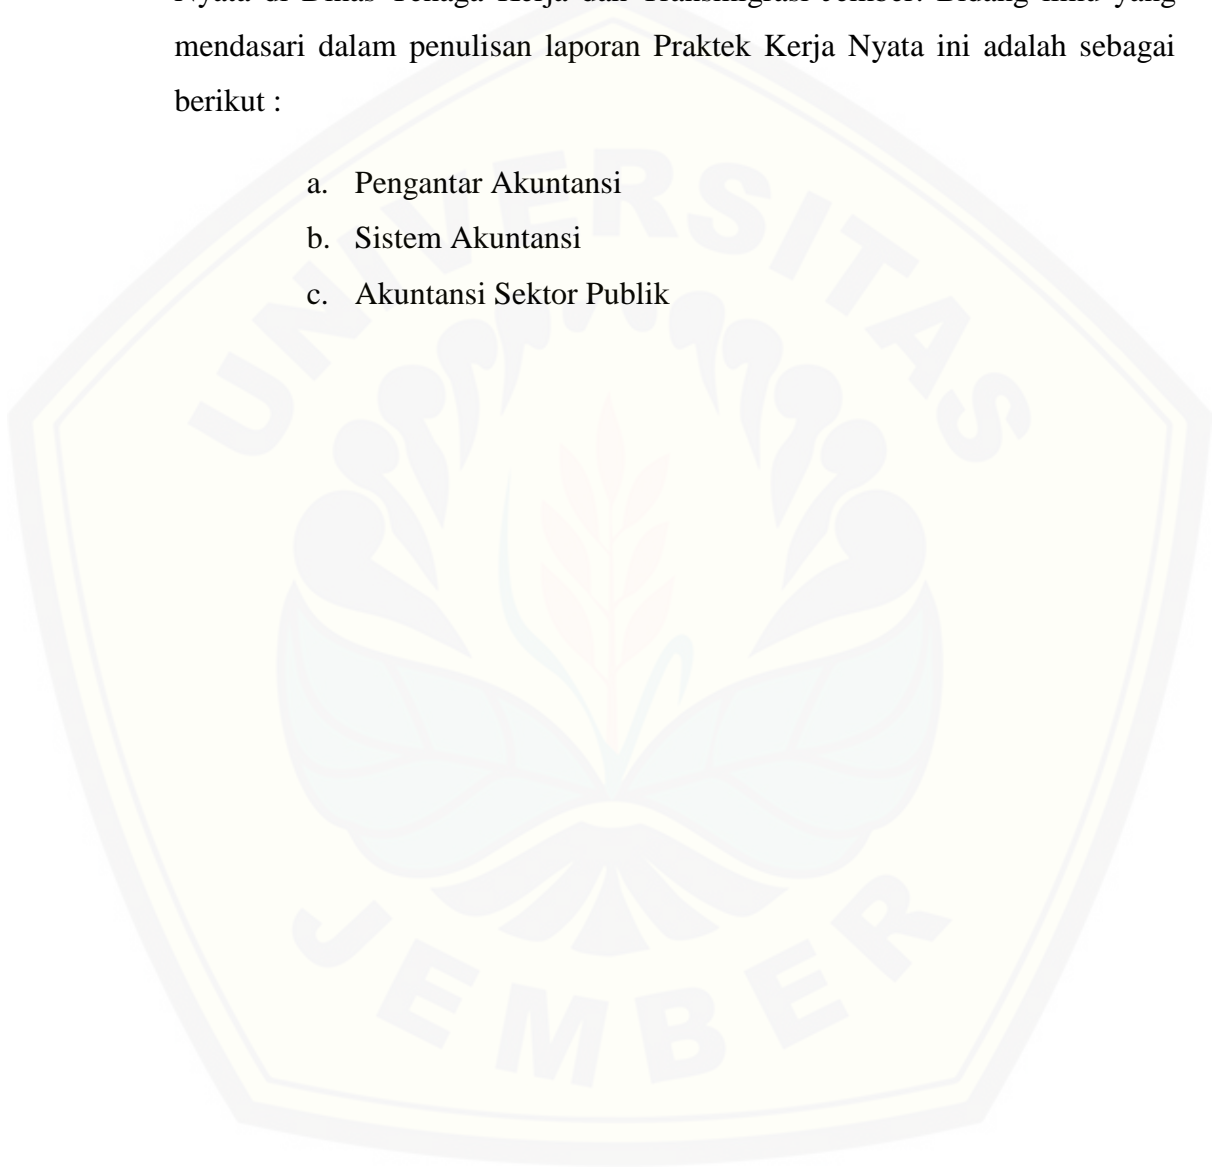 Nyata di Dinas Tenaga Kerja dan Transmigrasi Jember. Bidang ilmu yang
mendasari dalam penulisan laporan Praktek Kerja Nyata ini adalah sebagai
berikut :
a. Pengantar Akuntansi
b. Sistem Akuntansi
c. Akuntansi Sektor Publik
UNIVERSITAS
JEMBER